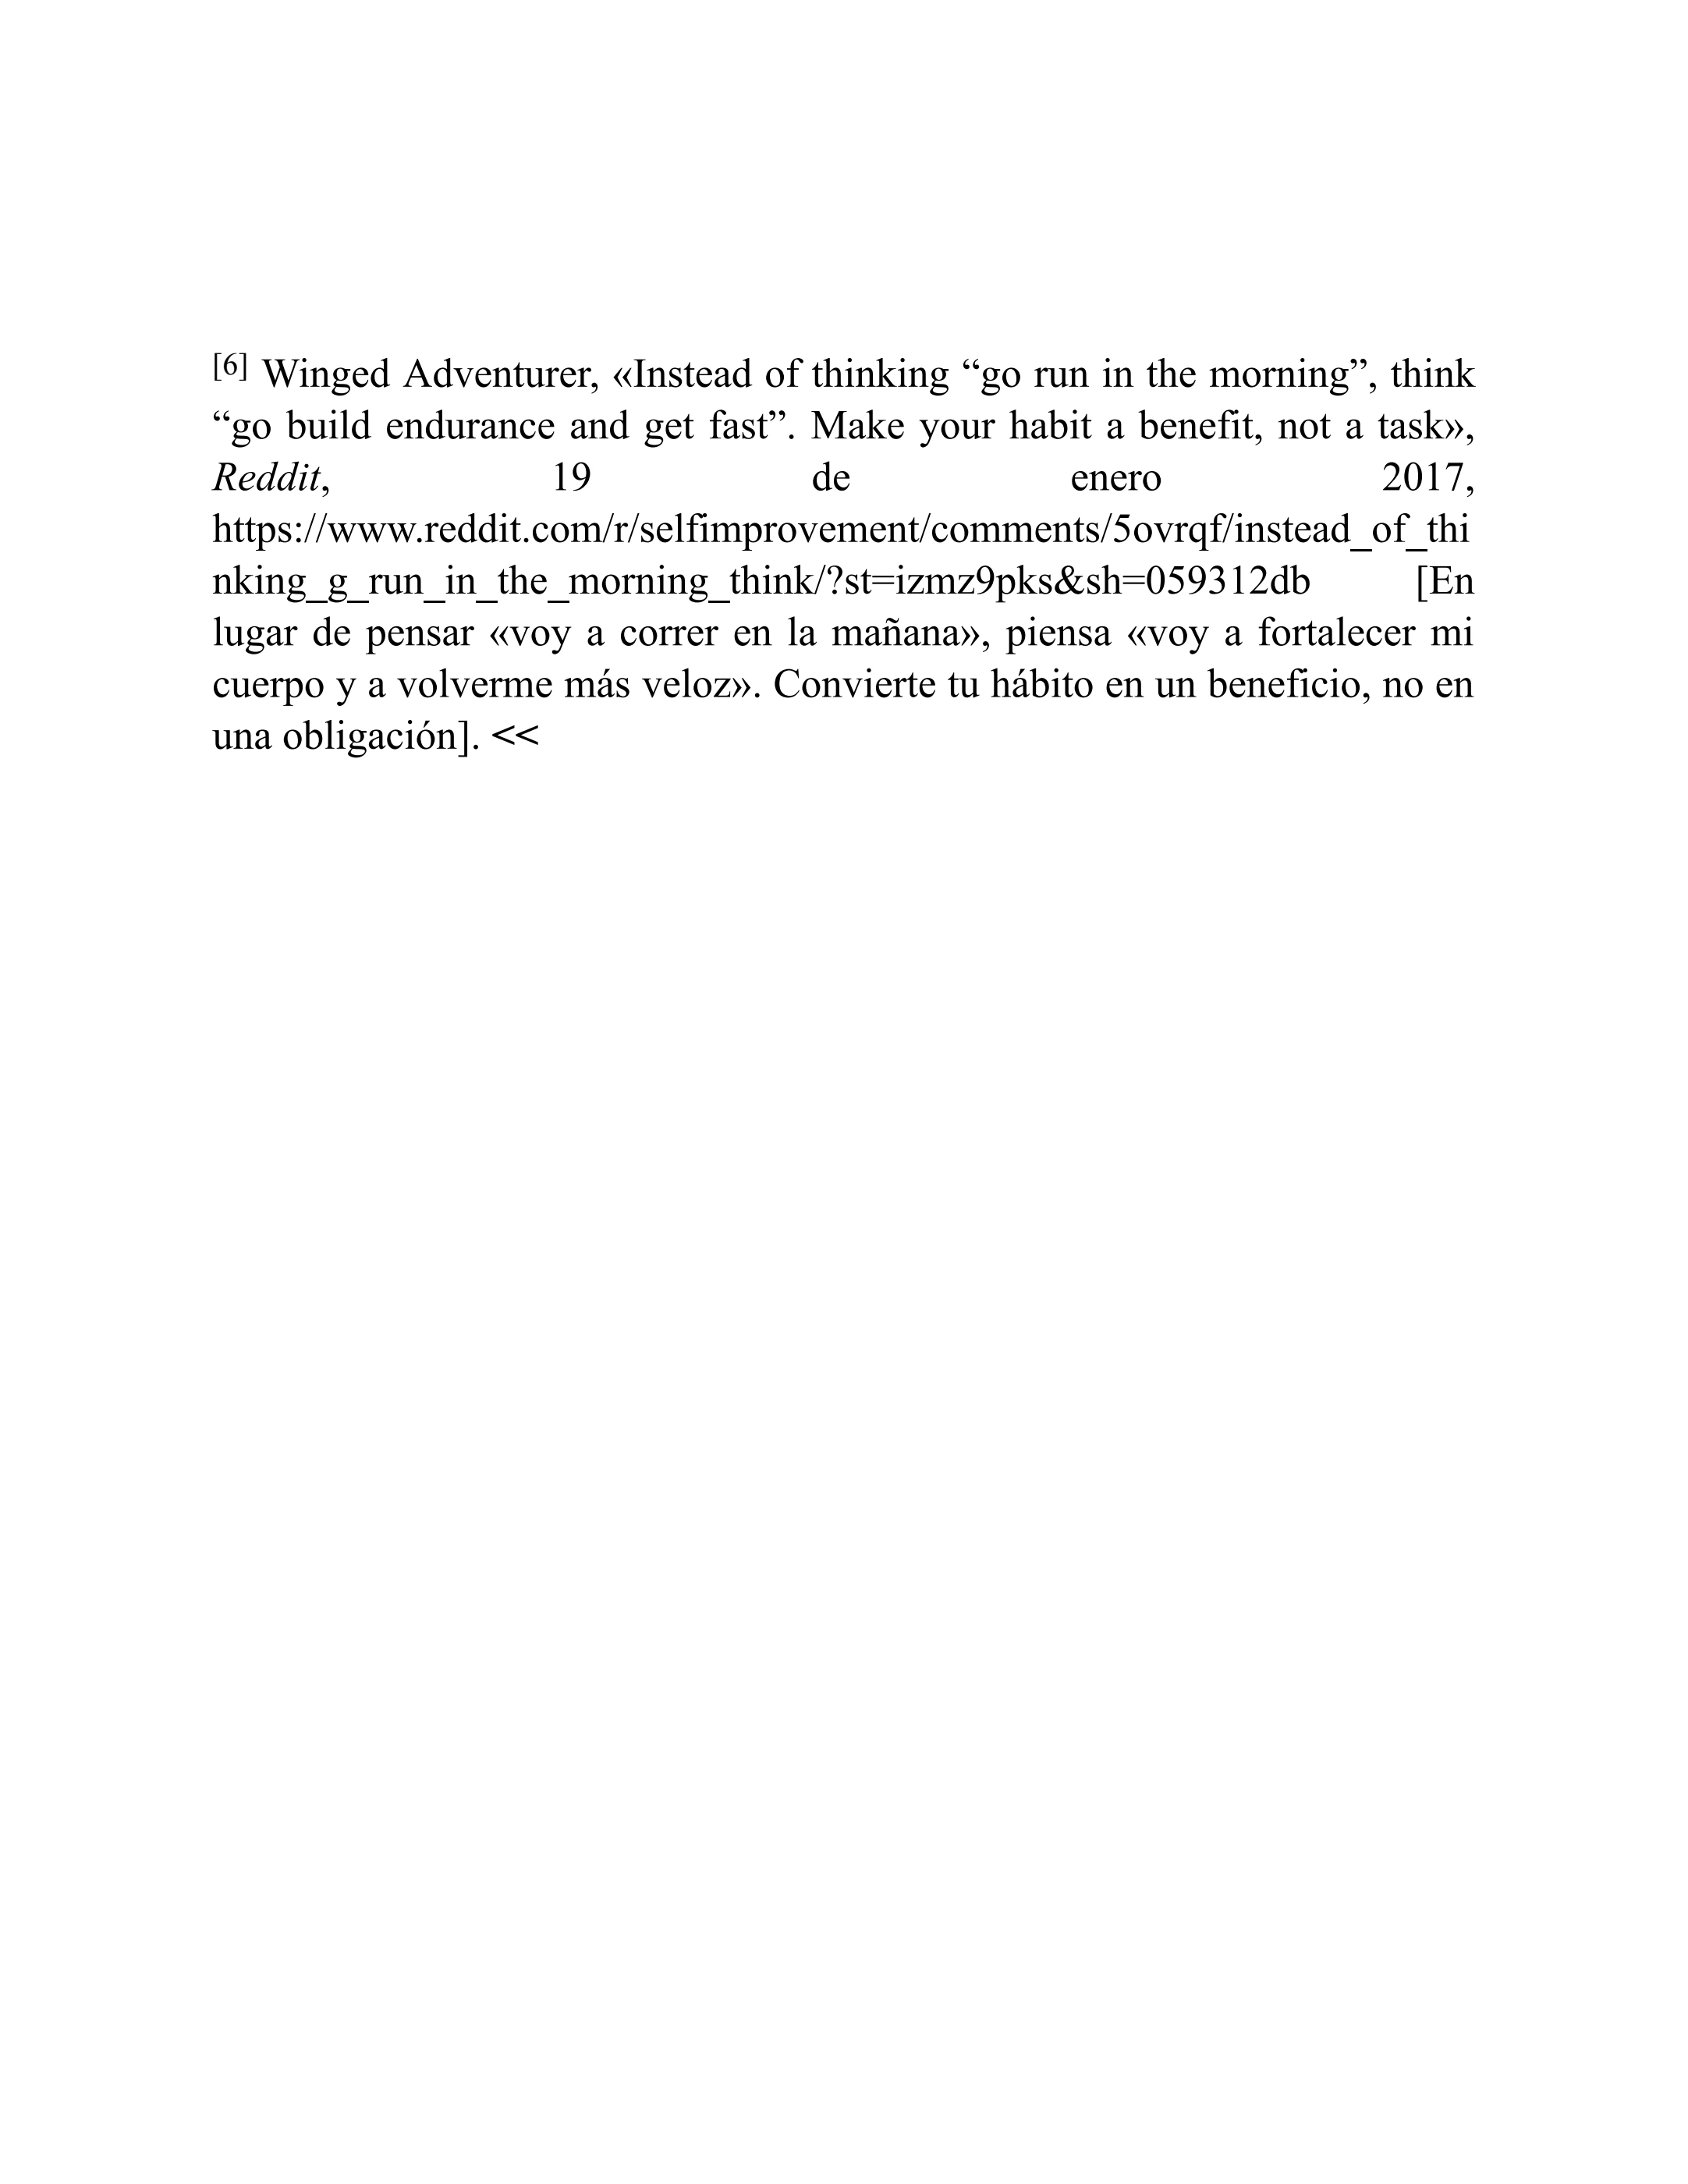 [6] Winged Adventurer, «Instead of thinking “go run in the morning”, think
“go build endurance and get fast”. Make your habit a benefit, not a task»,
Reddit, 19 de enero 2017,
https://www.reddit.com/r/selfimprovement/comments/5ovrqf/instead_of_thi
nking_g_run_in_the_morning_think/?st=izmz9pks&sh=059312db [En
lugar de pensar «voy a correr en la mañana», piensa «voy a fortalecer mi
cuerpo y a volverme más veloz». Convierte tu hábito en un beneficio, no en
una obligación]. <<